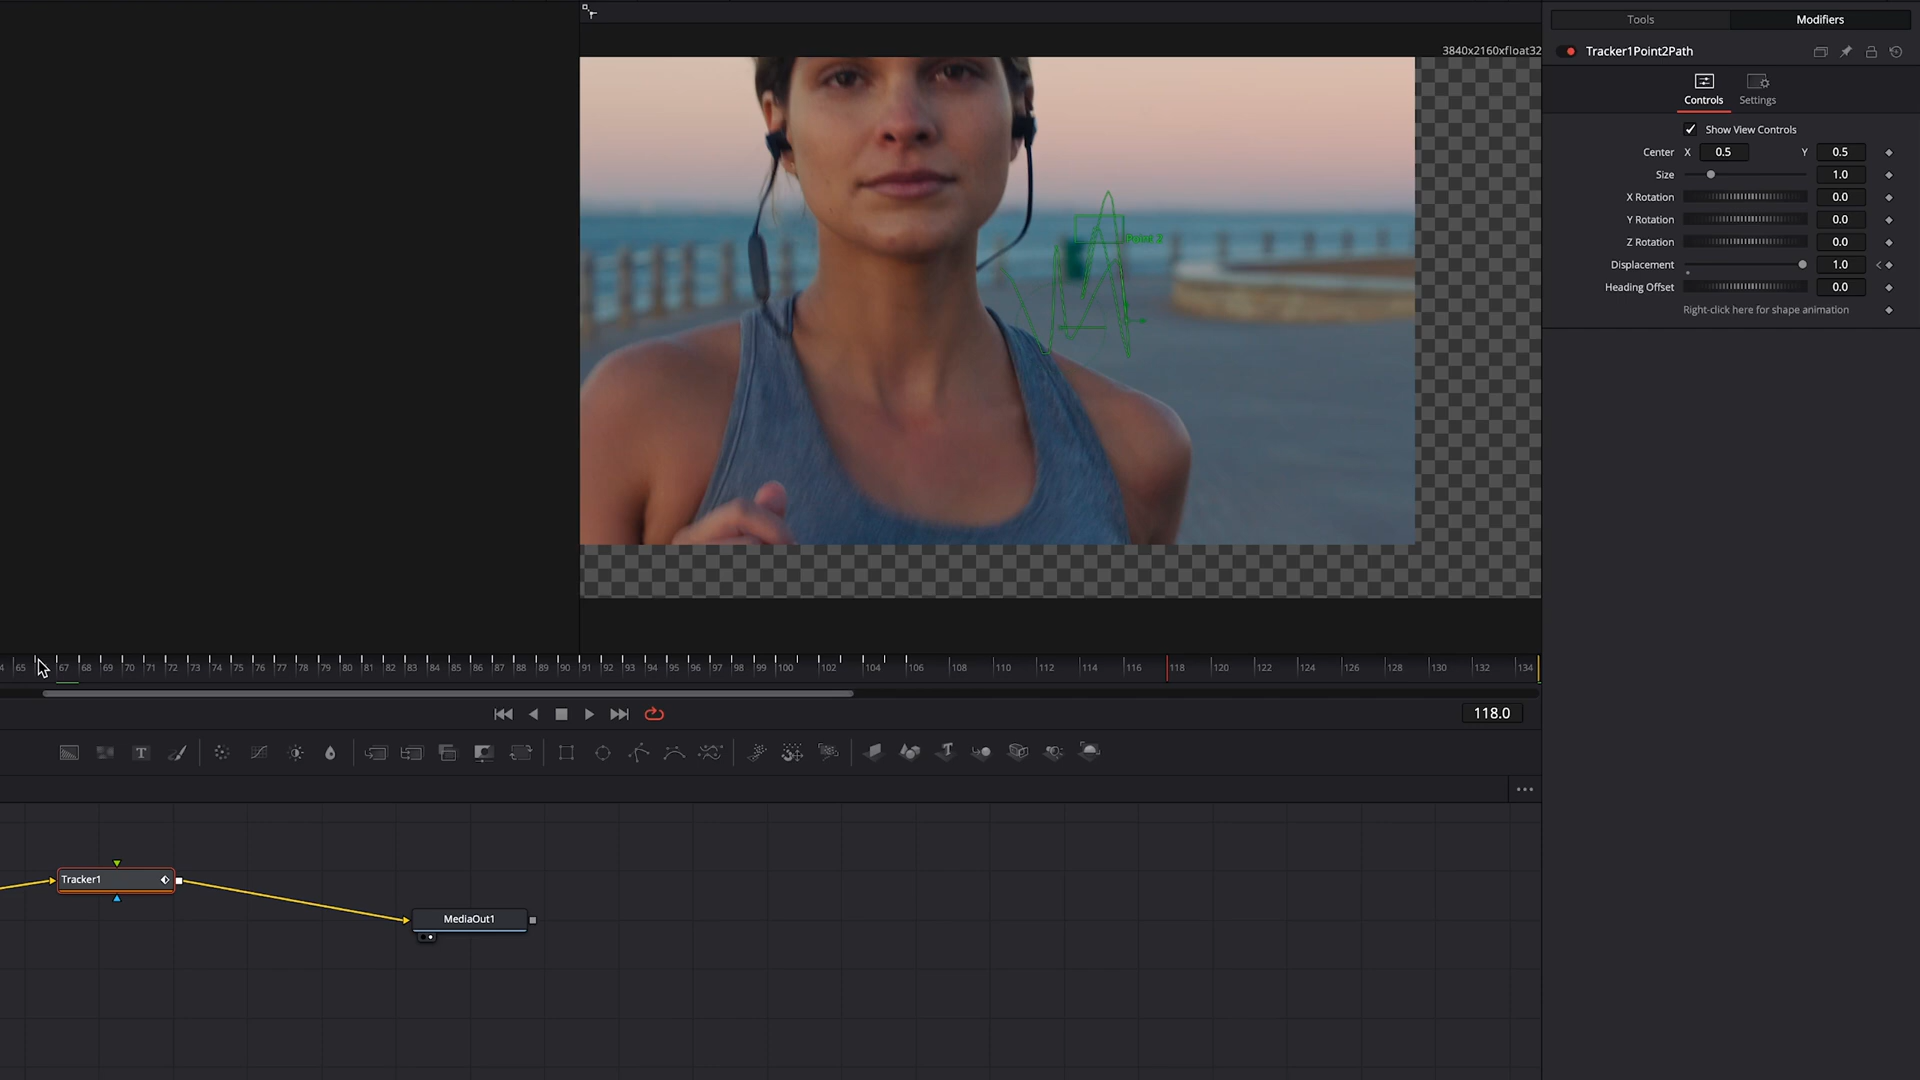 Tools Modifiers
3840x2160xfloat32
Tracker1Point2Path
Controls Settings
Show View Controls
Center X 0.5 Y 0.5
Size 1.0
X Rotation 0.0
Y Rotation 0.0
Z Rotation 0.0
Displacement 1.0
Heading Offset 0.0
Right-click here for shape animation
65 67 68 69 70 71 72 73 74 75 76 77 78 79 80 81 82 83 84 85 86 87 88 89 90 91 92 93 94 95 96 97 98 99 100 102 104 106 108 110 112 114 116 118 120 122 124 126 128 130 132 134
118.0
T
Tracker1
MediaOut1